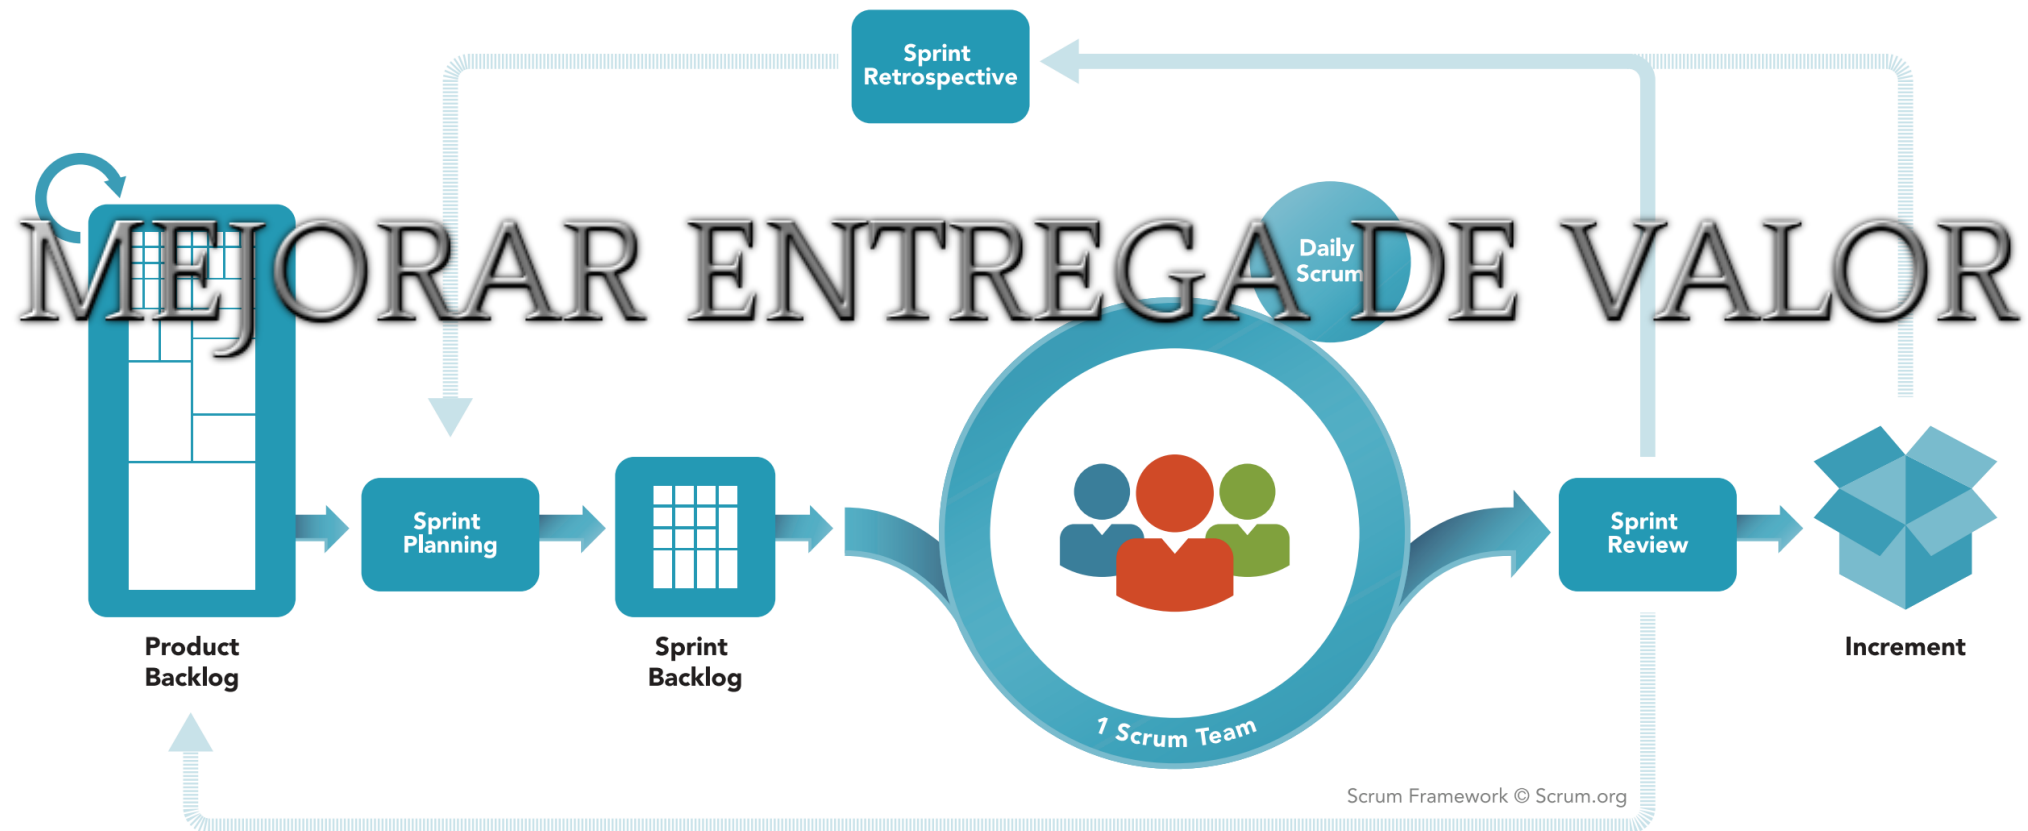 Sprint
Retrospective
MEJORAR ENTREGA DE VALOR
Daily
Scrum
Sprint
Planning
Sprint
Review
Product
Backlog
Sprint
Backlog
Increment
1 Scrum Team
Scrum Framework © Scrum.org